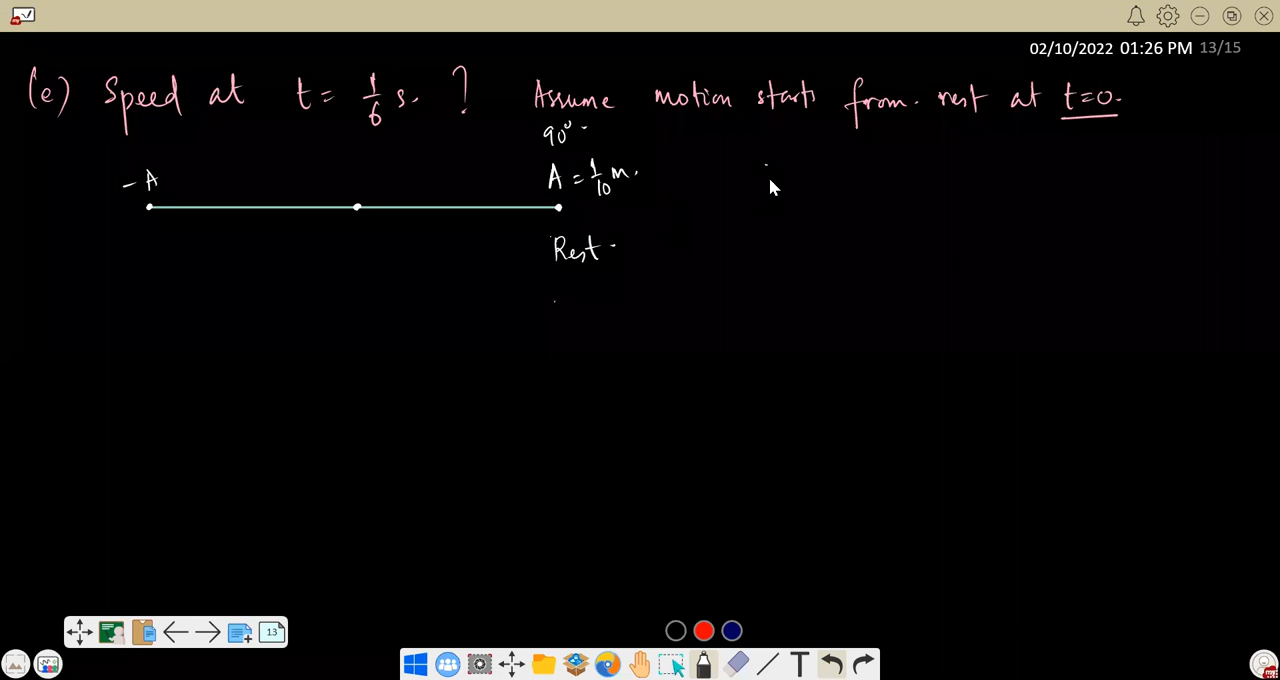 02/10/2022 01:26 PM 13/15
(e) Speed at t = 1/6 s. ? Assume motion starts from rest at t=0.
90°
-A A = 1/10 m.
Rest
13
T